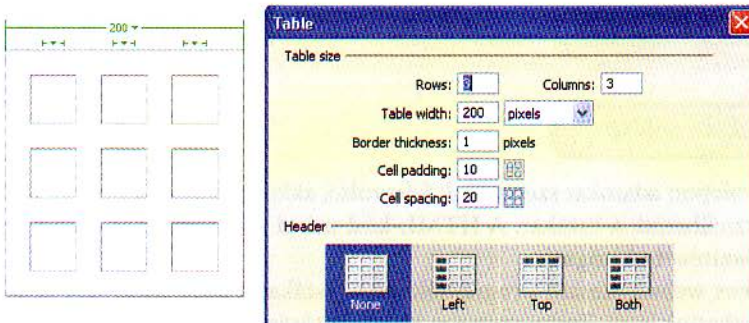 200
Table
Table size
Rows: 3 Columns: 3
Table width: 200 pixels
Border thickness: 1 pixels
Cell padding: 10
Cell spacing: 20
Header
None Left Top Both